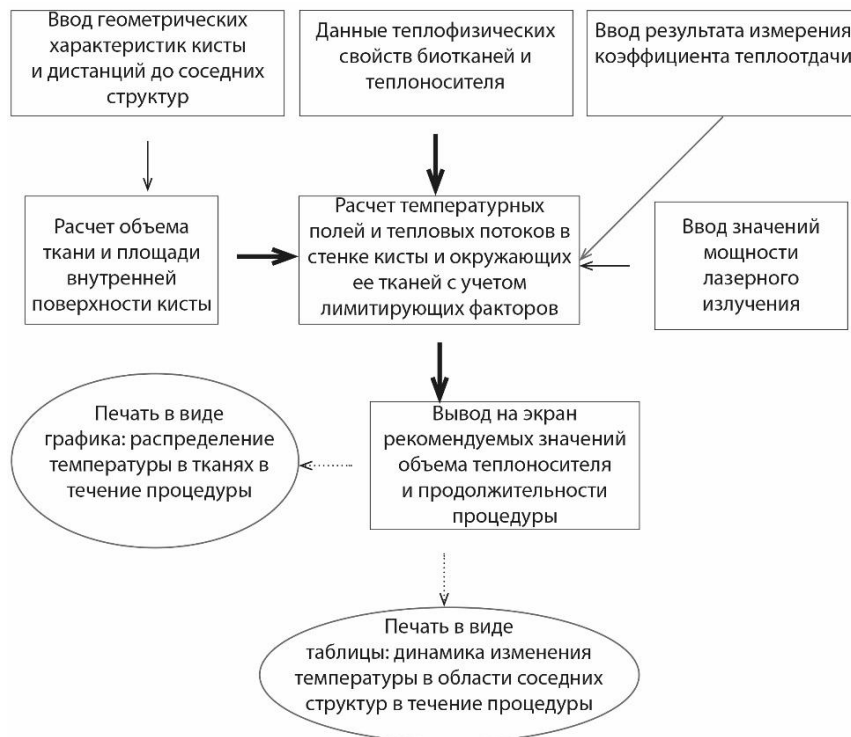 Ввод геометрических
характеристик кисты
и дистанций до соседних
структур
Данные теплофизических
свойств биотканей и
теплоносителя
Ввод результата измерения
коэффициента теплоотдачи
Расчет объема
ткани и площади
внутренней
поверхности кисты
Расчет температурных
полей и тепловых потоков в
стенке кисты и окружающих
ее тканей с учетом
лимитирующих факторов
Ввод значений
мощности
лазерного
излучения
Печать в виде
графика: распределение
температуры в тканях в
течение процедуры
Вывод на экран
рекомендуемых значений
объема теплоносителя
и продолжительности
процедуры
Печать в виде
таблицы: динамика изменения
температуры в области соседних
структур в течение процедуры